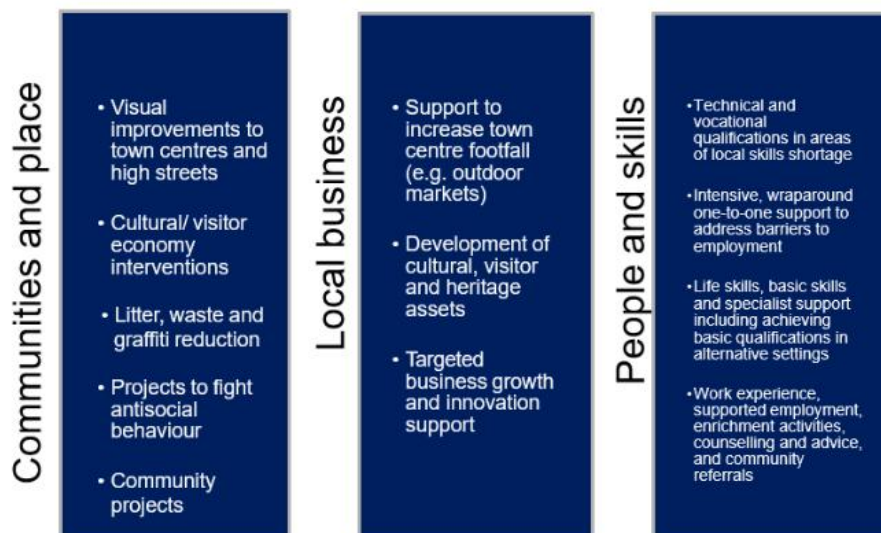 Communities and place
• Visual
improvements to
town centres and
high streets
• Cultural/ visitor
economy
interventions
• Litter, waste and
graffiti reduction
• Projects to fight
antisocial
behaviour
• Community
projects
Local business
• Support to
increase town
centre footfall
(e.g. outdoor
markets)
• Development of
cultural, visitor
and heritage
assets
• Targeted
business growth
and innovation
support
People and skills
•Technical and
vocational
qualifications in areas
of local skills shortage
•Intensive, wraparound
one-to-one support to
address barriers to
employment
•Life skills, basic skills
and specialist support
including achieving
basic qualifications in
alternative settings
•Work experience,
supported employment,
enrichment activities,
counselling and advice,
and community
referrals